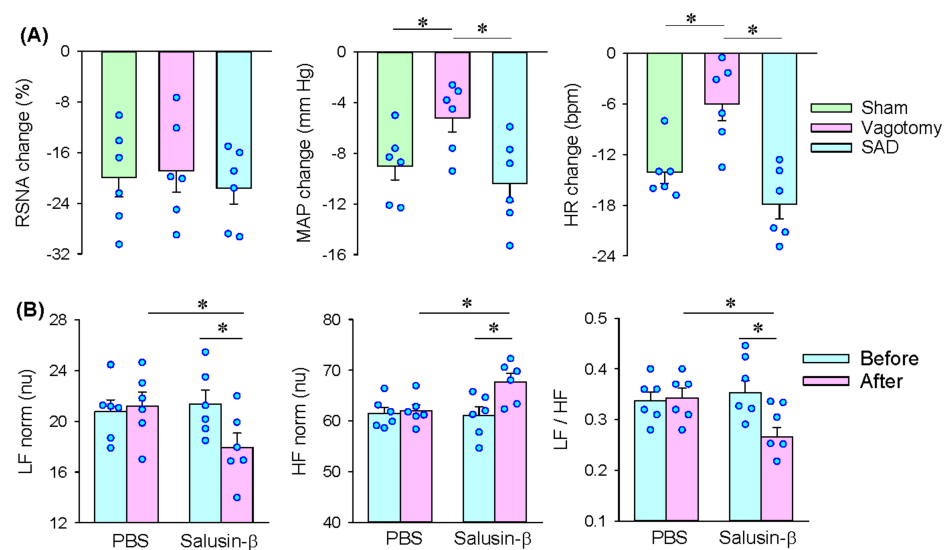 (A)
RSNA change (%)
0
-8
-16
-24
-32
MAP change (mm Hg)
0
-4
-8
-12
-16
* *
HR change (bpm)
0
-6
-12
-18
-24
* *
Sham
Vagotomy
SAD
(B)
LF norm (nu)
28
24
20
16
12
*
*
PBS Salusin-β
HF norm (nu)
80
70
60
50
40
*
*
PBS Salusin-β
LF / HF
0.5
0.4
0.3
0.2
0.1
*
*
PBS Salusin-β
Before
After